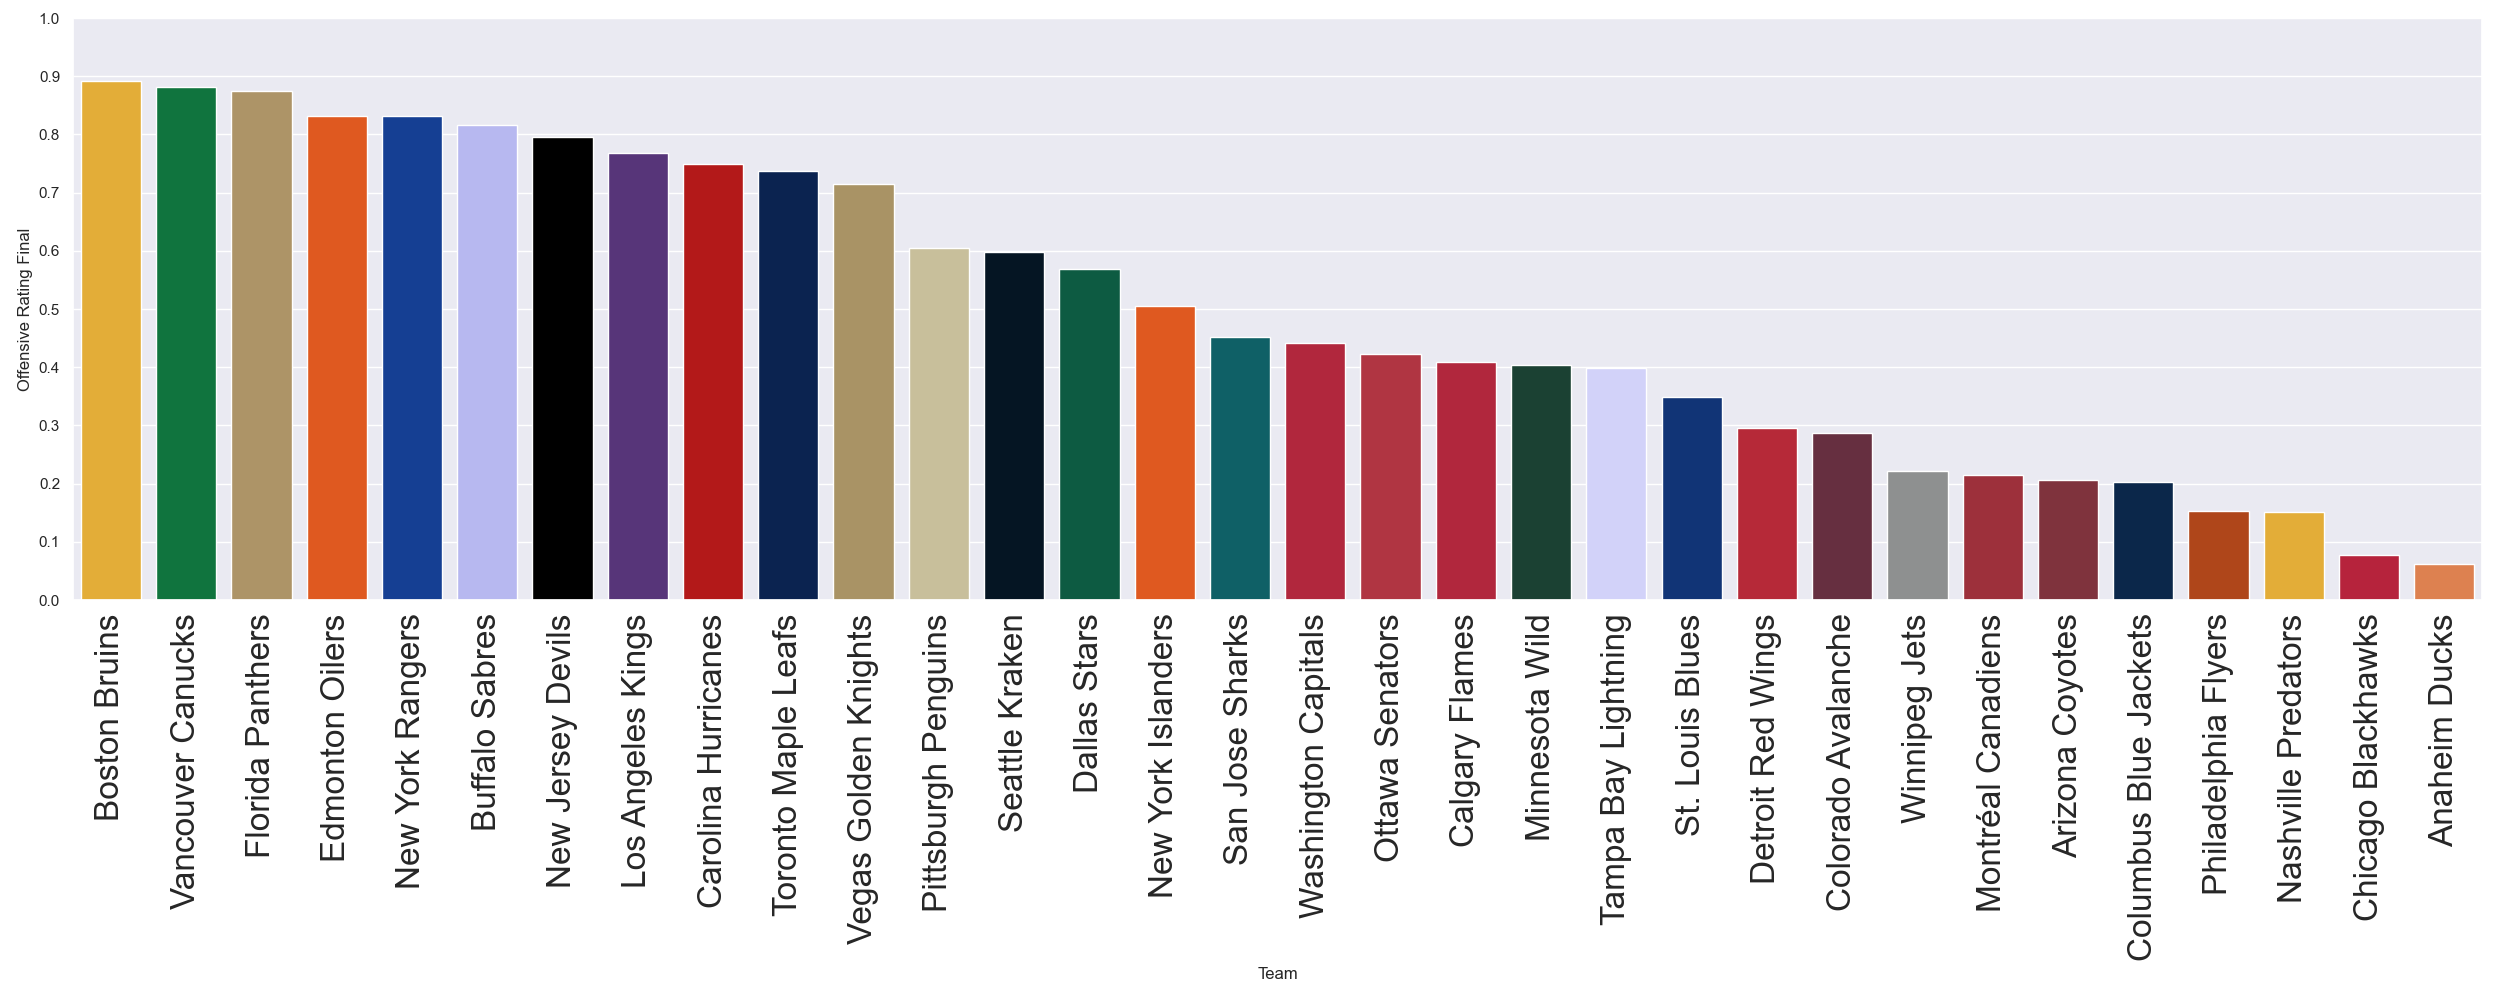 1.0
0.9
0.8
0.7
0.6
0.5
0.4
0.3
0.2
0.1
0.0
Offensive Rating Final
Boston Bruins
Vancouver Canucks
Florida Panthers
Edmonton Oilers
New York Rangers
Buffalo Sabres
New Jersey Devils
Los Angeles Kings
Carolina Hurricanes
Toronto Maple Leafs
Vegas Golden Knights
Pittsburgh Penguins
Seattle Kraken
Dallas Stars
New York Islanders
San Jose Sharks
Washington Capitals
Ottawa Senators
Calgary Flames
Minnesota Wild
Tampa Bay Lightning
St. Louis Blues
Detroit Red Wings
Colorado Avalanche
Winnipeg Jets
Montréal Canadiens
Arizona Coyotes
Columbus Blue Jackets
Philadelphia Flyers
Nashville Predators
Chicago Blackhawks
Anaheim Ducks
Team